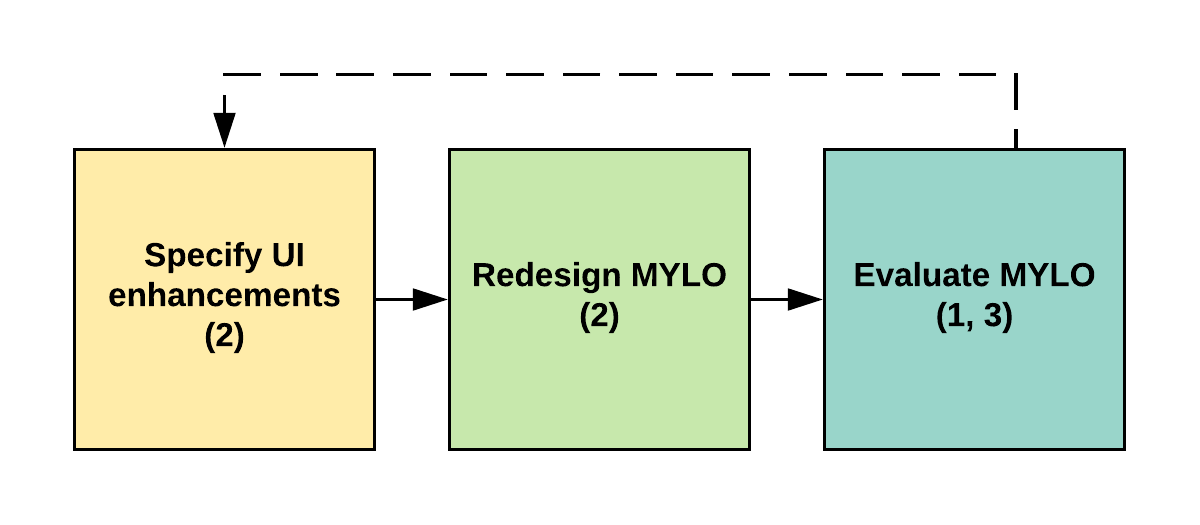 Specify UI
enhancements
(2)
Redesign MYLO
(2)
Evaluate MYLO
(1, 3)